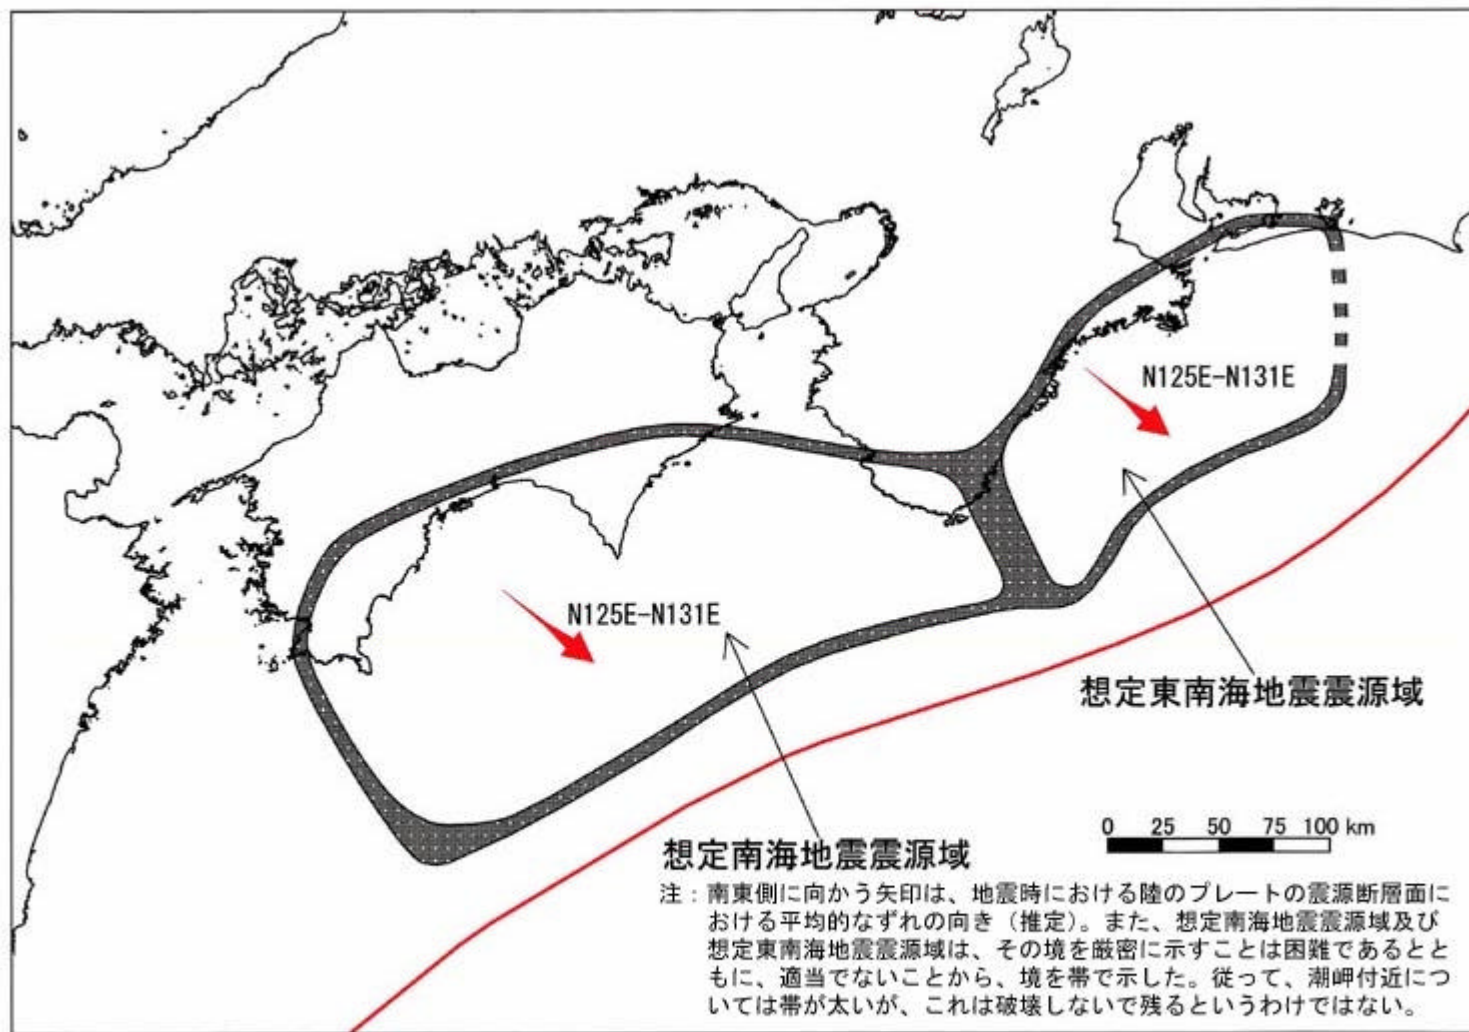 N125E-N131E
N125E-N131E
想定東南海地震震源域
0 25 50 75 100 km
想定南海地震震源域
注：南東側に向かう矢印は、地震時における陸のプレートの震源断層面に
おける平均的なずれの向き（推定）。また、想定南海地震震源域及び
想定東南海地震震源域は、その境を厳密に示すことは困難であるとと
もに、適当でないことから、境を帯で示した。従って、潮岬付近につ
いては帯が太いが、これは破壊しないで残るというわけではない。